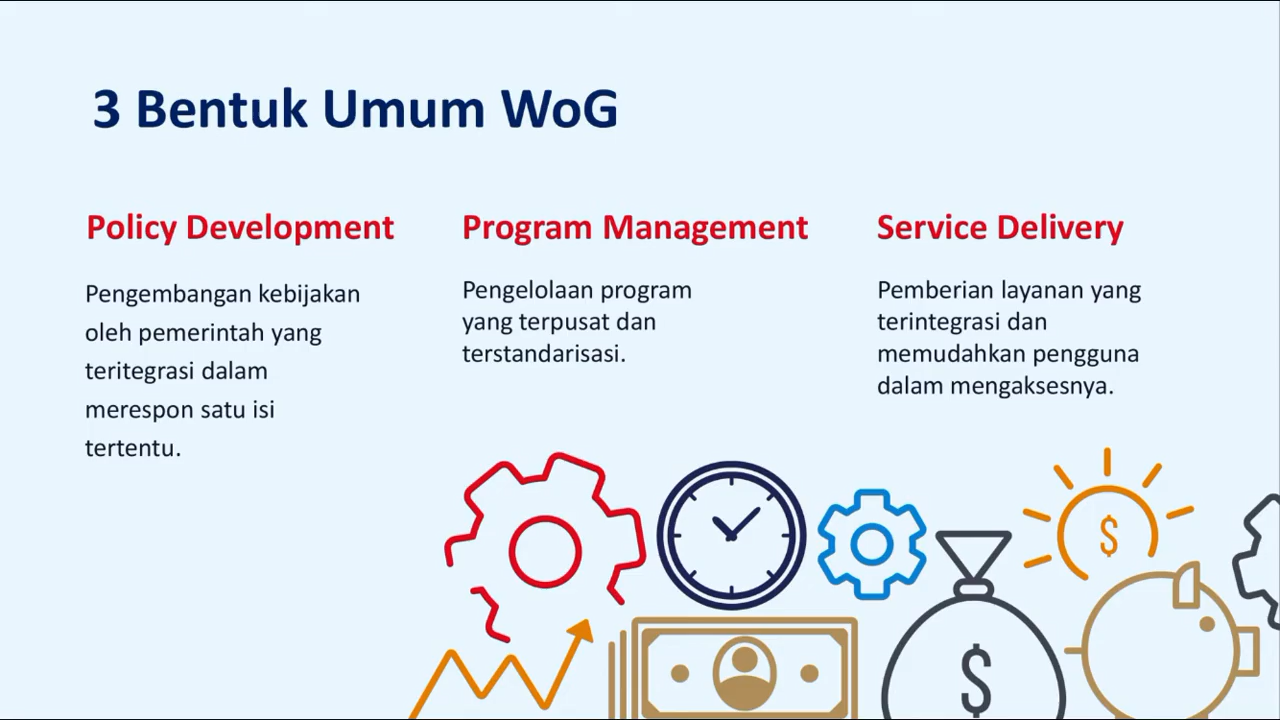 3 Bentuk Umum WoG
Policy Development
Pengembangan kebijakan
oleh pemerintah yang
teritegrasi dalam
merespon satu isi
tertentu.
Program Management
Pengelolaan program
yang terpusat dan
terstandarisasi.
Service Delivery
Pemberian layanan yang
terintegrasi dan
memudahkan pengguna
dalam mengaksesnya.
$
$